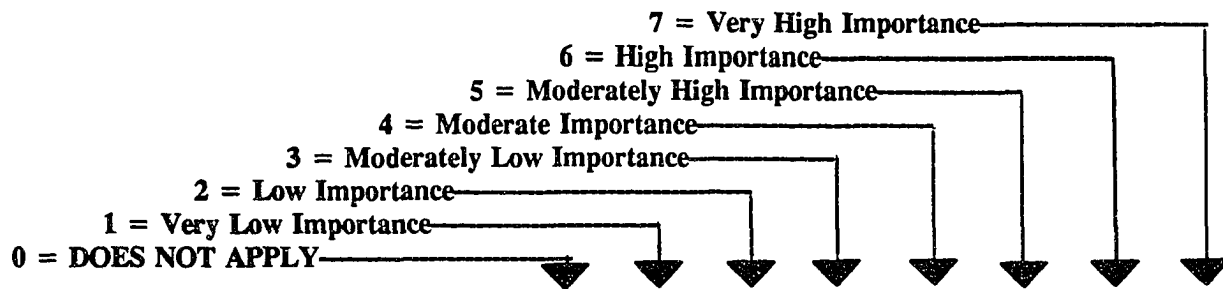 7 = Very High Importance
6 = High Importance
5 = Moderately High Importance
4 = Moderate Importance
3 = Moderately Low Importance
2 = Low Importance
1 = Very Low Importance
0 = DOES NOT APPLY